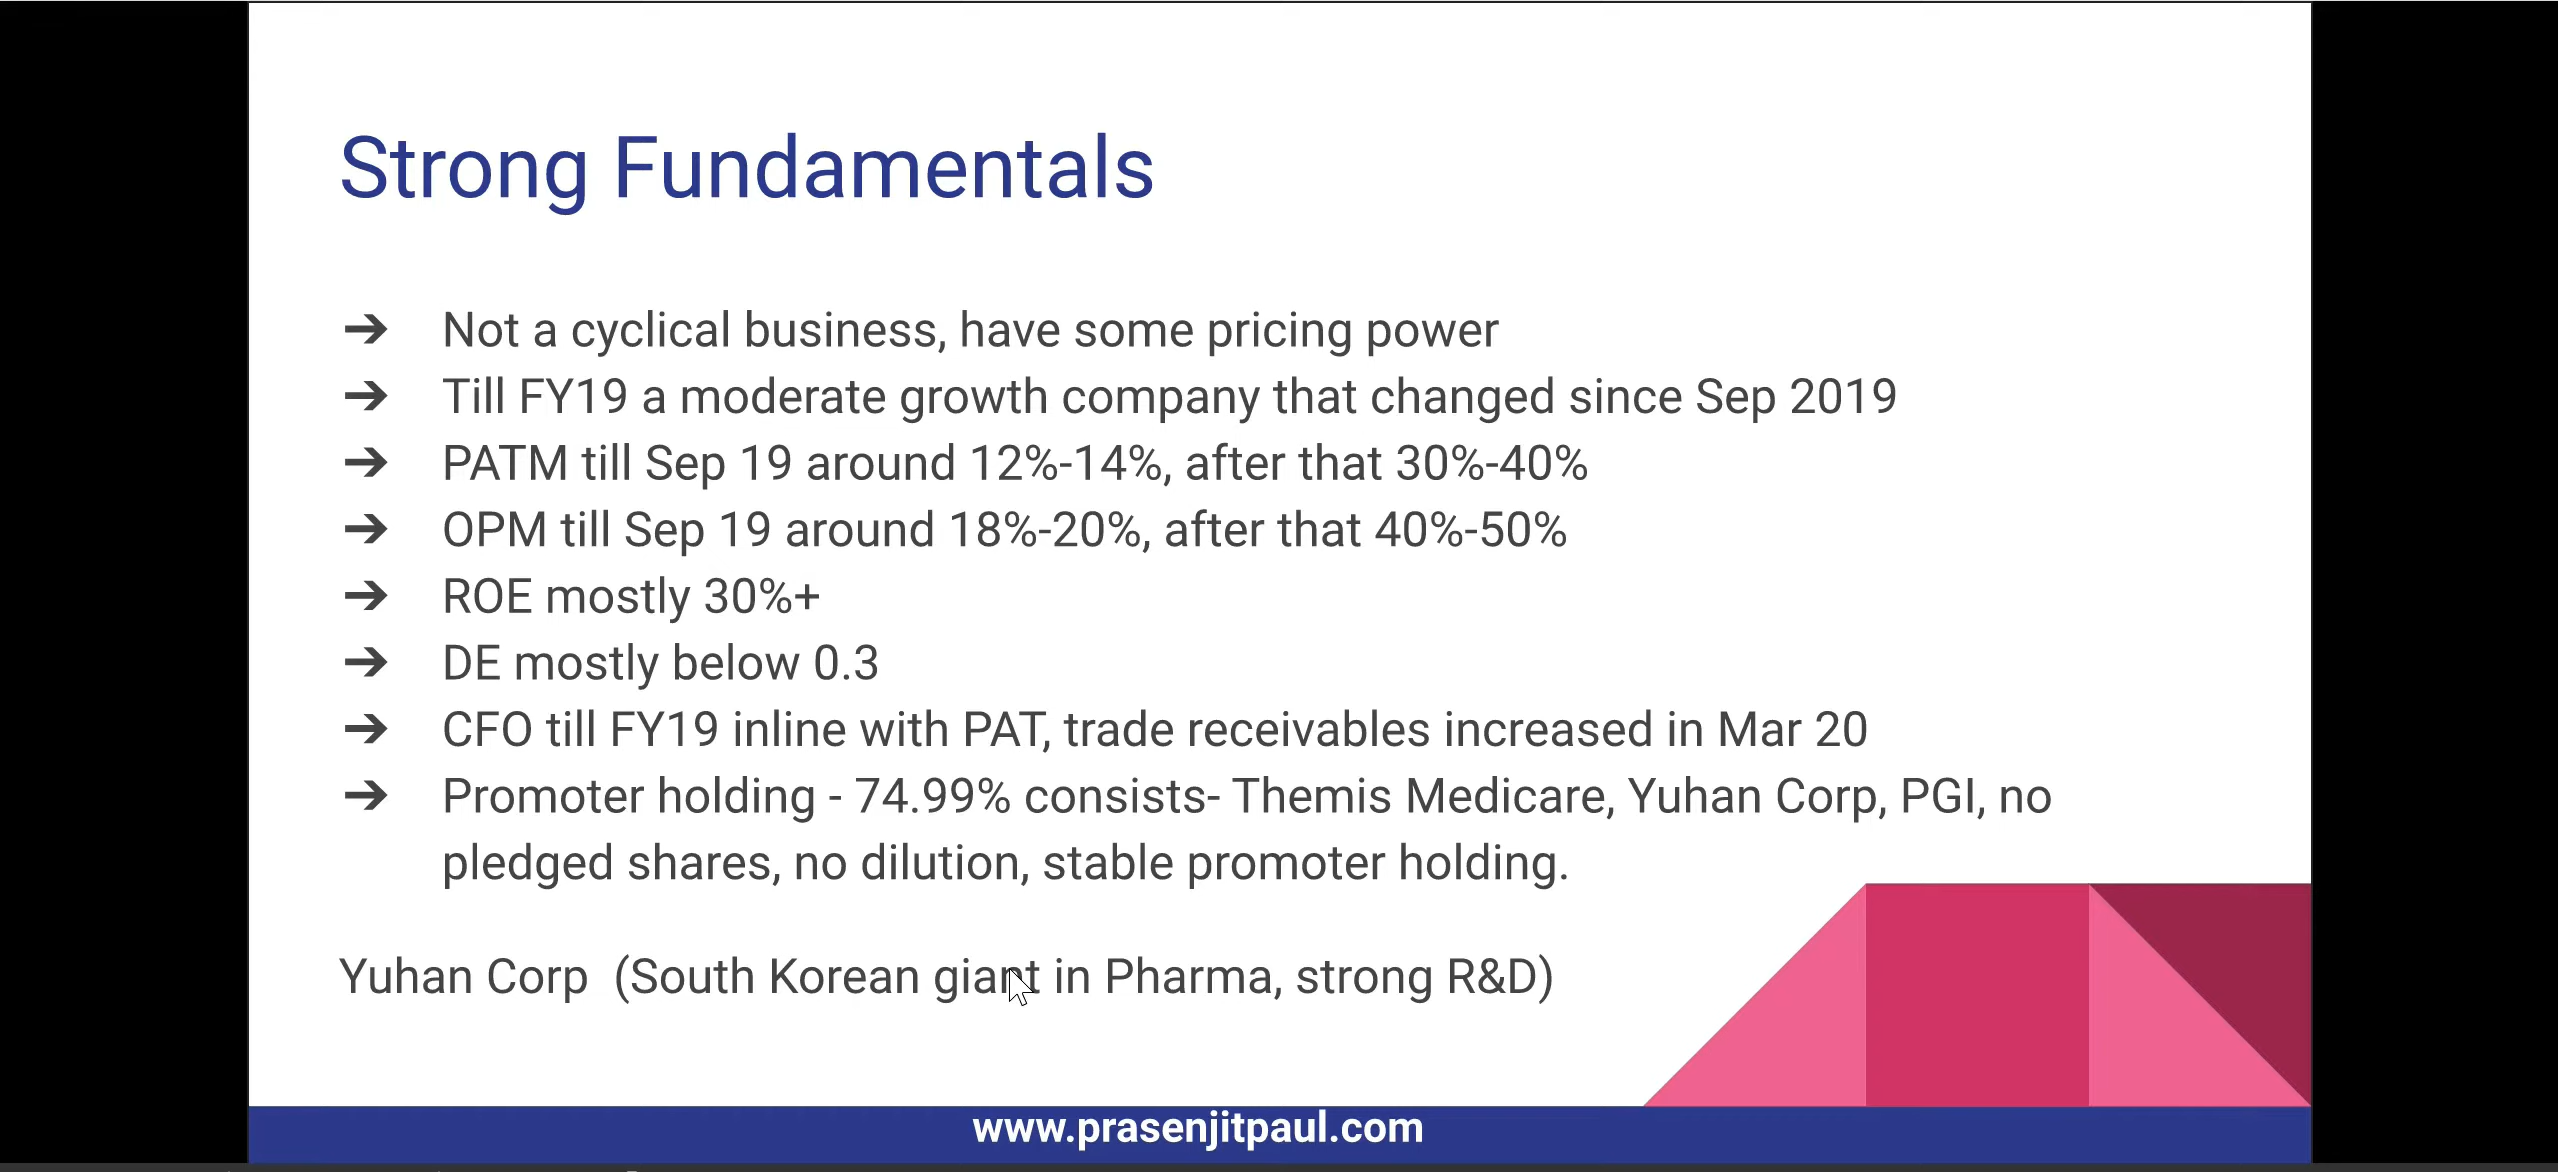 Strong Fundamentals
➔ Not a cyclical business, have some pricing power
➔ Till FY19 a moderate growth company that changed since Sep 2019
➔ PATM till Sep 19 around 12%-14%, after that 30%-40%
➔ OPM till Sep 19 around 18%-20%, after that 40%-50%
➔ ROE mostly 30%+
➔ DE mostly below 0.3
➔ CFO till FY19 inline with PAT, trade receivables increased in Mar 20
➔ Promoter holding - 74.99% consists- Themis Medicare, Yuhan Corp, PGI, no
pledged shares, no dilution, stable promoter holding.
Yuhan Corp (South Korean giant in Pharma, strong R&D)
www.prasenjitpaul.com